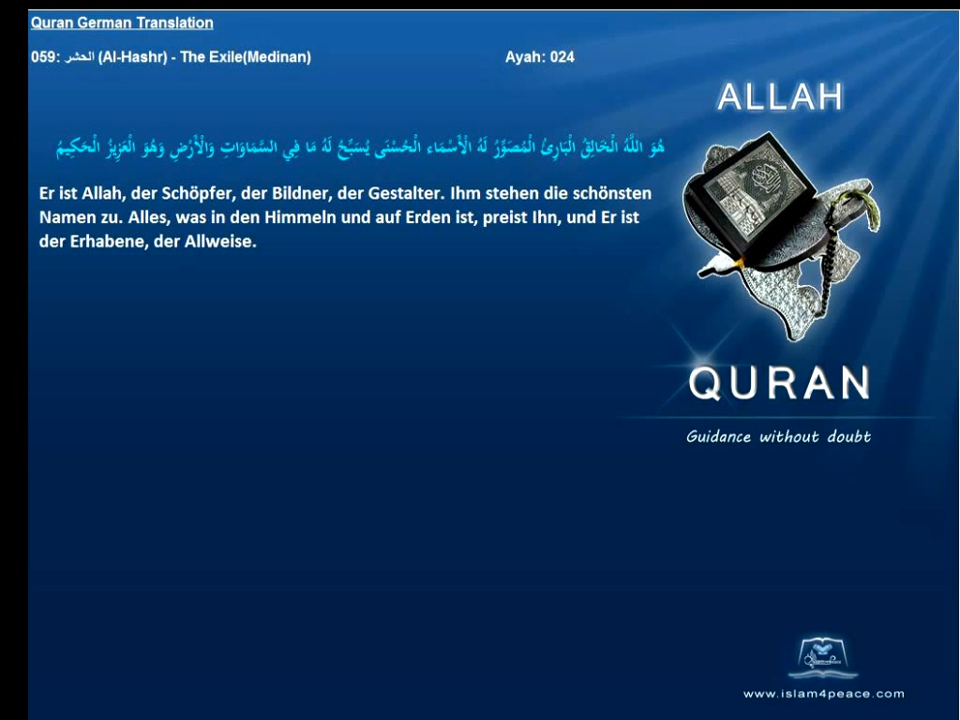 Quran German Translation
059: الحشر (Al-Hashr) - The Exile(Medinan) Ayah: 024
ALLAH
هُوَ اللَّهُ الْخَالِقُ الْبَارِئُ الْمُصَوِّرُ لَهُ الْأَسْمَاء الْحُسْنَى يُسَبِّحُ لَهُ مَا فِي السَّمَاوَاتِ وَالْأَرْضِ وَهُوَ الْعَزِيزُ الْحَكِيمُ
Er ist Allah, der Schöpfer, der Bildner, der Gestalter. Ihm stehen die schönsten
Namen zu. Alles, was in den Himmeln und auf Erden ist, preist Ihn, und Er ist
der Erhabene, der Allweise.
QURAN
Guidance without doubt
www.islam4peace.com